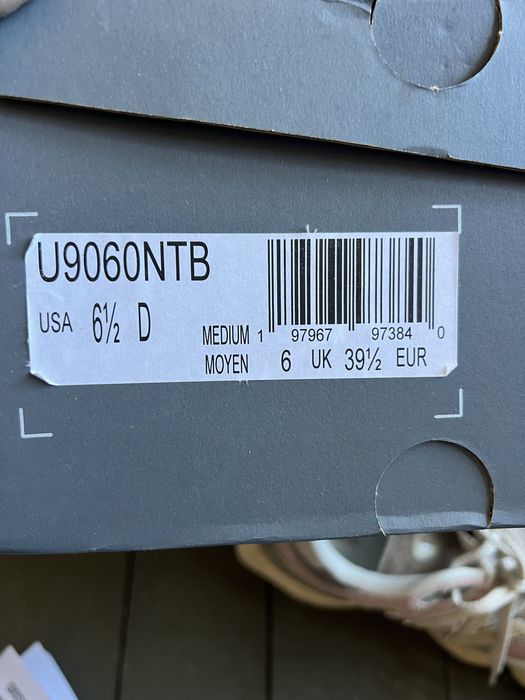 U9060NTB
USA 6½ D
MEDIUM 1 97967 97384 0
MOYEN 6 UK 39½ EUR